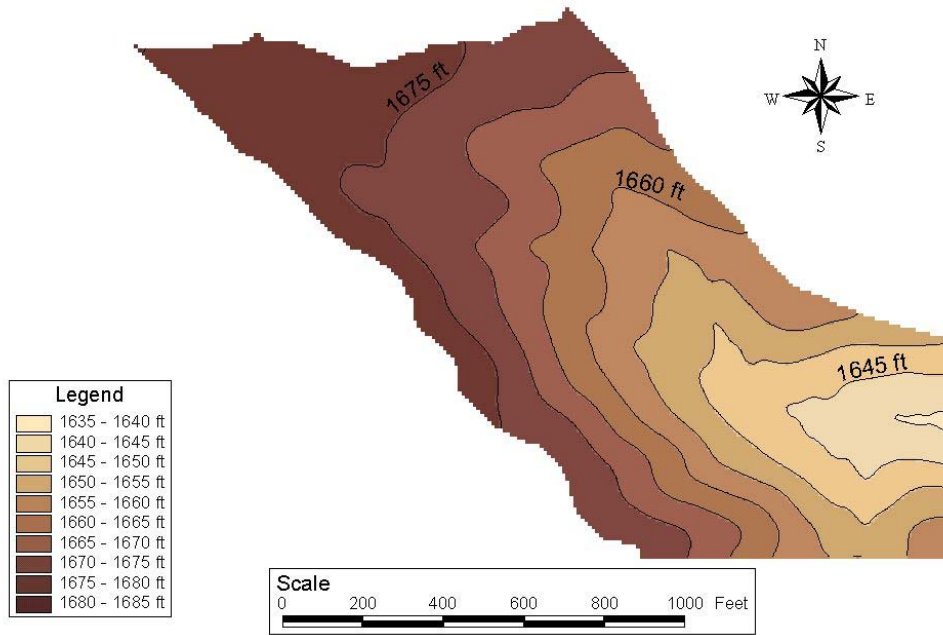 N
W E
S
1675 ft
1660 ft
1645 ft
Legend
1635 - 1640 ft
1640 - 1645 ft
1645 - 1650 ft
1650 - 1655 ft
1655 - 1660 ft
1660 - 1665 ft
1665 - 1670 ft
1670 - 1675 ft
1675 - 1680 ft
1680 - 1685 ft
Scale
0 200 400 600 800 1000 Feet